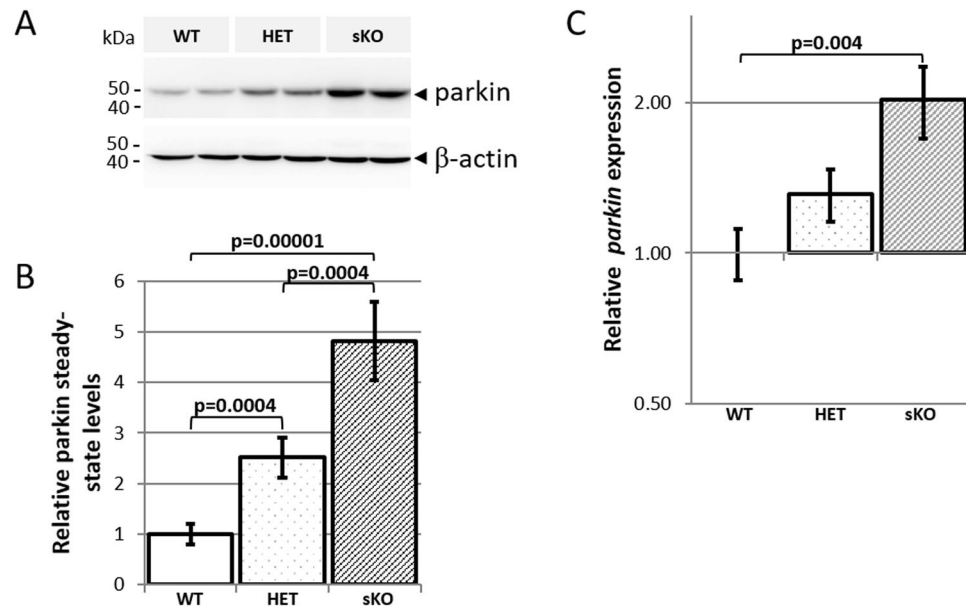 A
kDa
WT HET sKO
50
40
parkin
50
40
β-actin
B
Relative parkin steady-
state levels
p=0.00001
p=0.0004
p=0.0004
6
5
4
3
2
1
0
WT HET sKO
C
Relative parkin expression
p=0.004
2.00
1.00
0.50
WT HET sKO